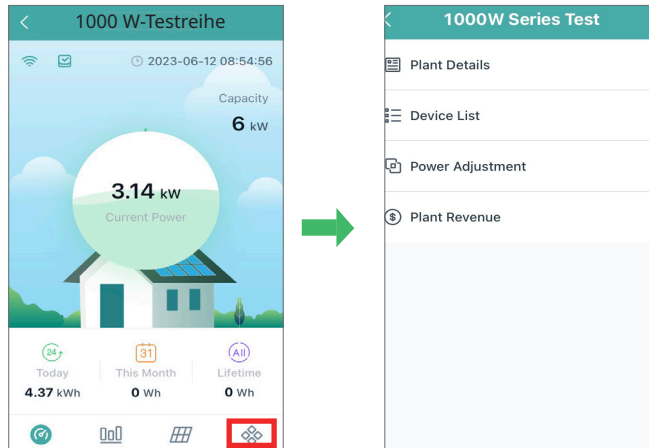 1000 W-Testreihe
2023-06-12 08:54:56
Capacity
6 kW
3.14 kW
Current Power
24
31
All
Today
This Month
Lifetime
4.37 kWh
0 Wh
0 Wh
1000W Series Test
Plant Details
Device List
Power Adjustment
$ Plant Revenue